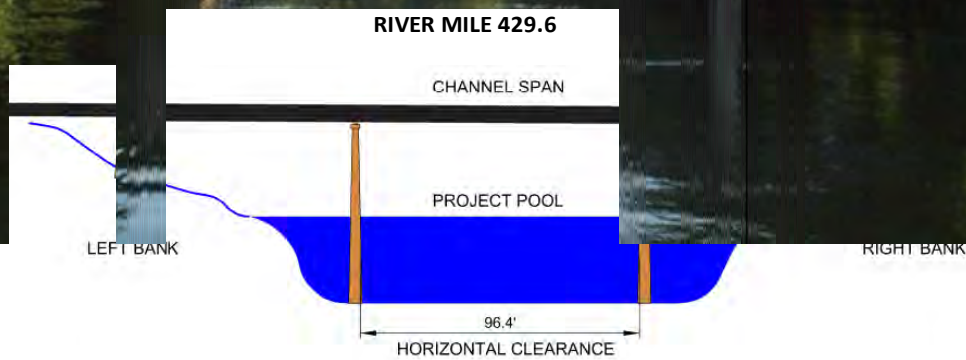 RIVER MILE 429.6
CHANNEL SPAN
PROJECT POOL
LEFT BANK
RIGHT BANK
96.4'
HORIZONTAL CLEARANCE